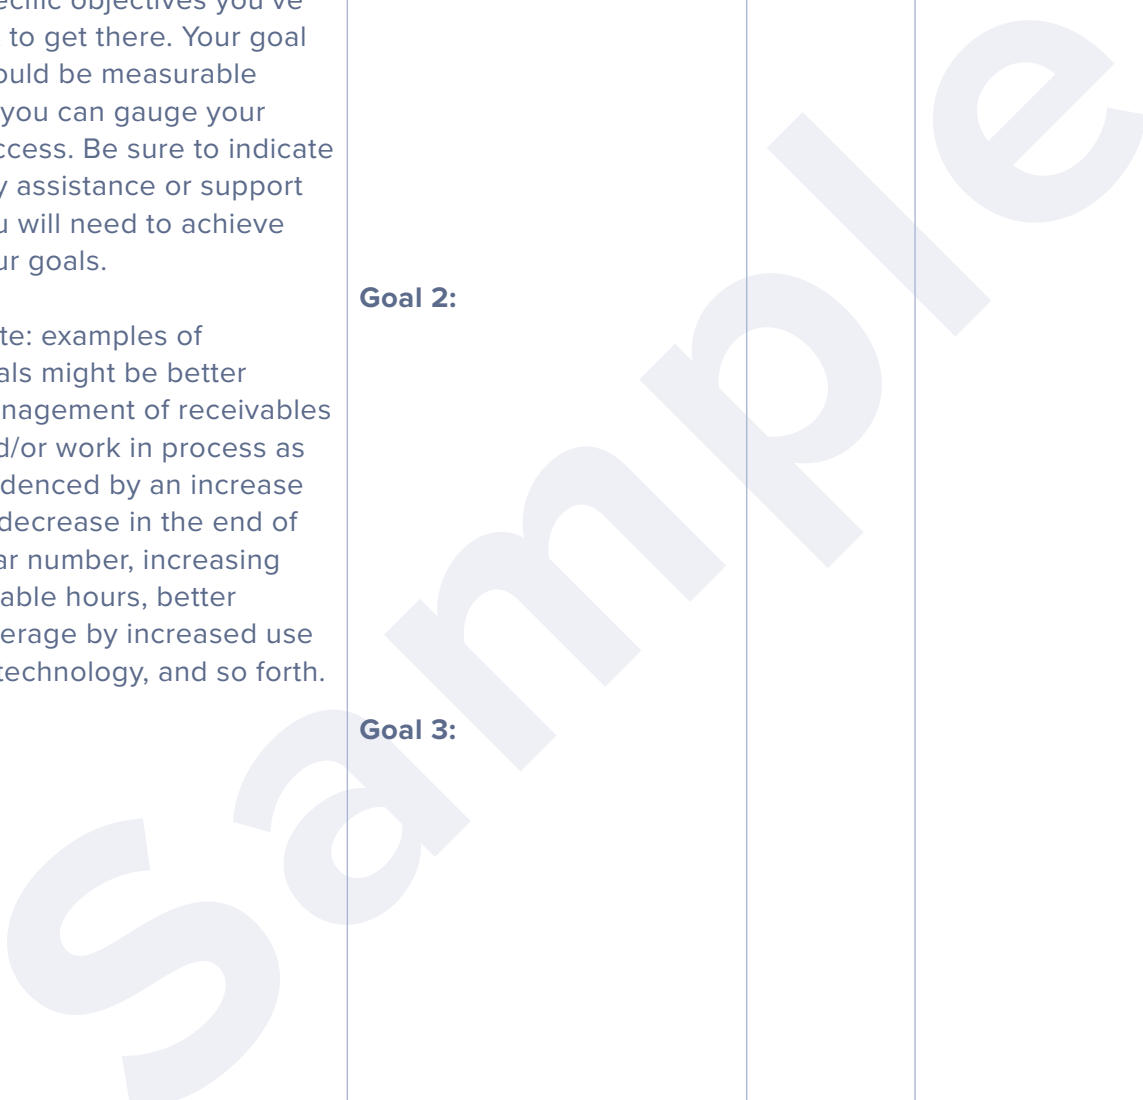 ecific objectives you've
to get there. Your goal
ould be measurable
you can gauge your
ccess. Be sure to indicate
y assistance or support
u will need to achieve
ur goals.
Goal 2:
te: examples of
als might be better
nagement of receivables
d/or work in process as
denced by an increase
decrease in the end of
ar number, increasing
able hours, better
erage by increased use
technology, and so forth.
Goal 3:
Sample